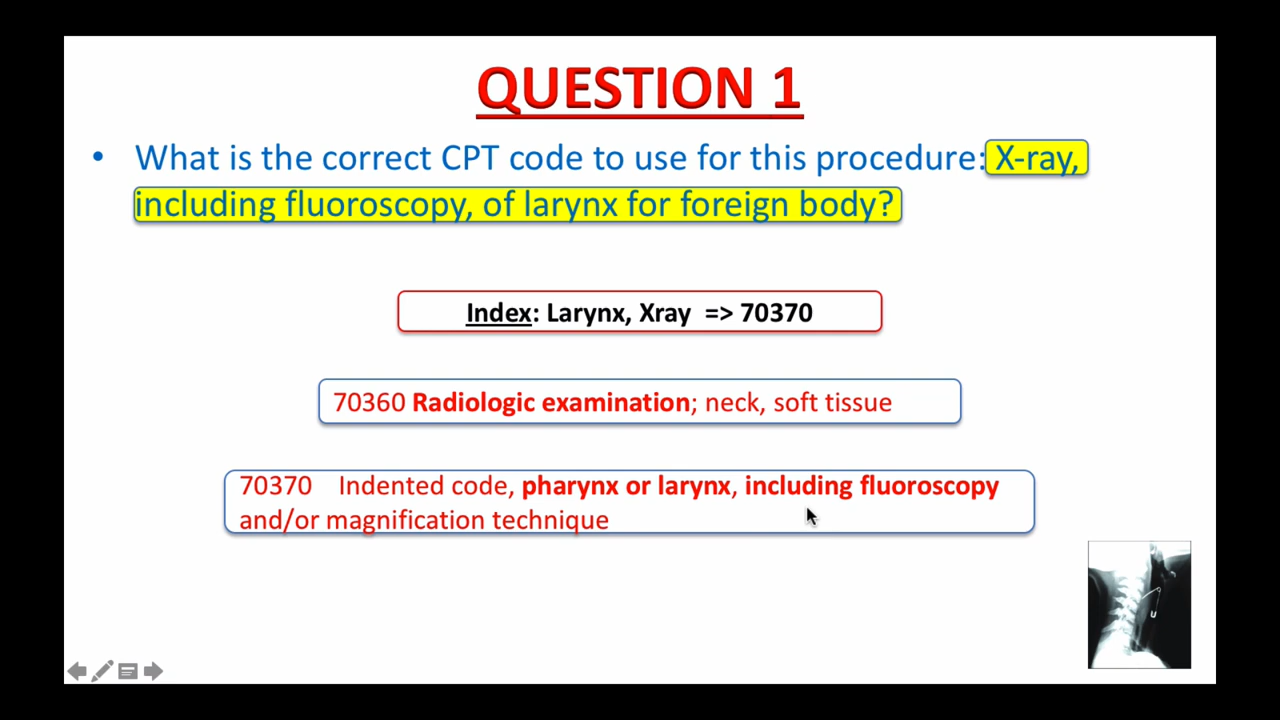 QUESTION 1
• What is the correct CPT code to use for this procedure: X-ray,
including fluoroscopy, of larynx for foreign body?
Index: Larynx, Xray => 70370
70360 Radiologic examination; neck, soft tissue
70370 Indented code, pharynx or larynx, including fluoroscopy
and/or magnification technique